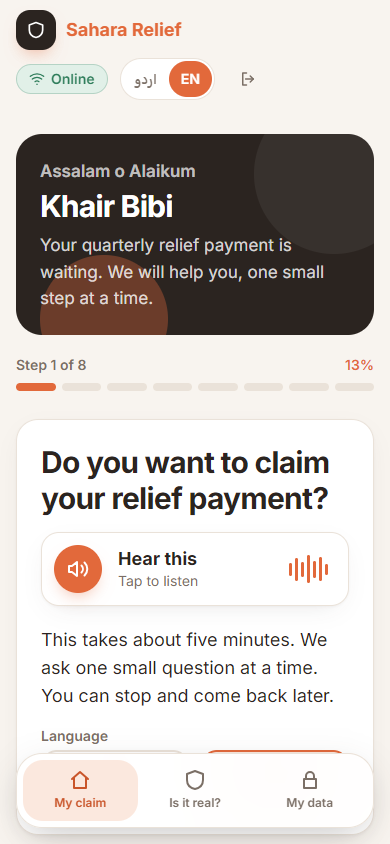 Sahara Relief
Online
اردو
EN
Assalam o Alaikum
Khair Bibi
Your quarterly relief payment is
waiting. We will help you, one small
step at a time.
Step 1 of 8
13%
Do you want to claim
your relief payment?
Hear this
Tap to listen
This takes about five minutes. We
ask one small question at a time.
You can stop and come back later.
Language
My claim
Is it real?
My data